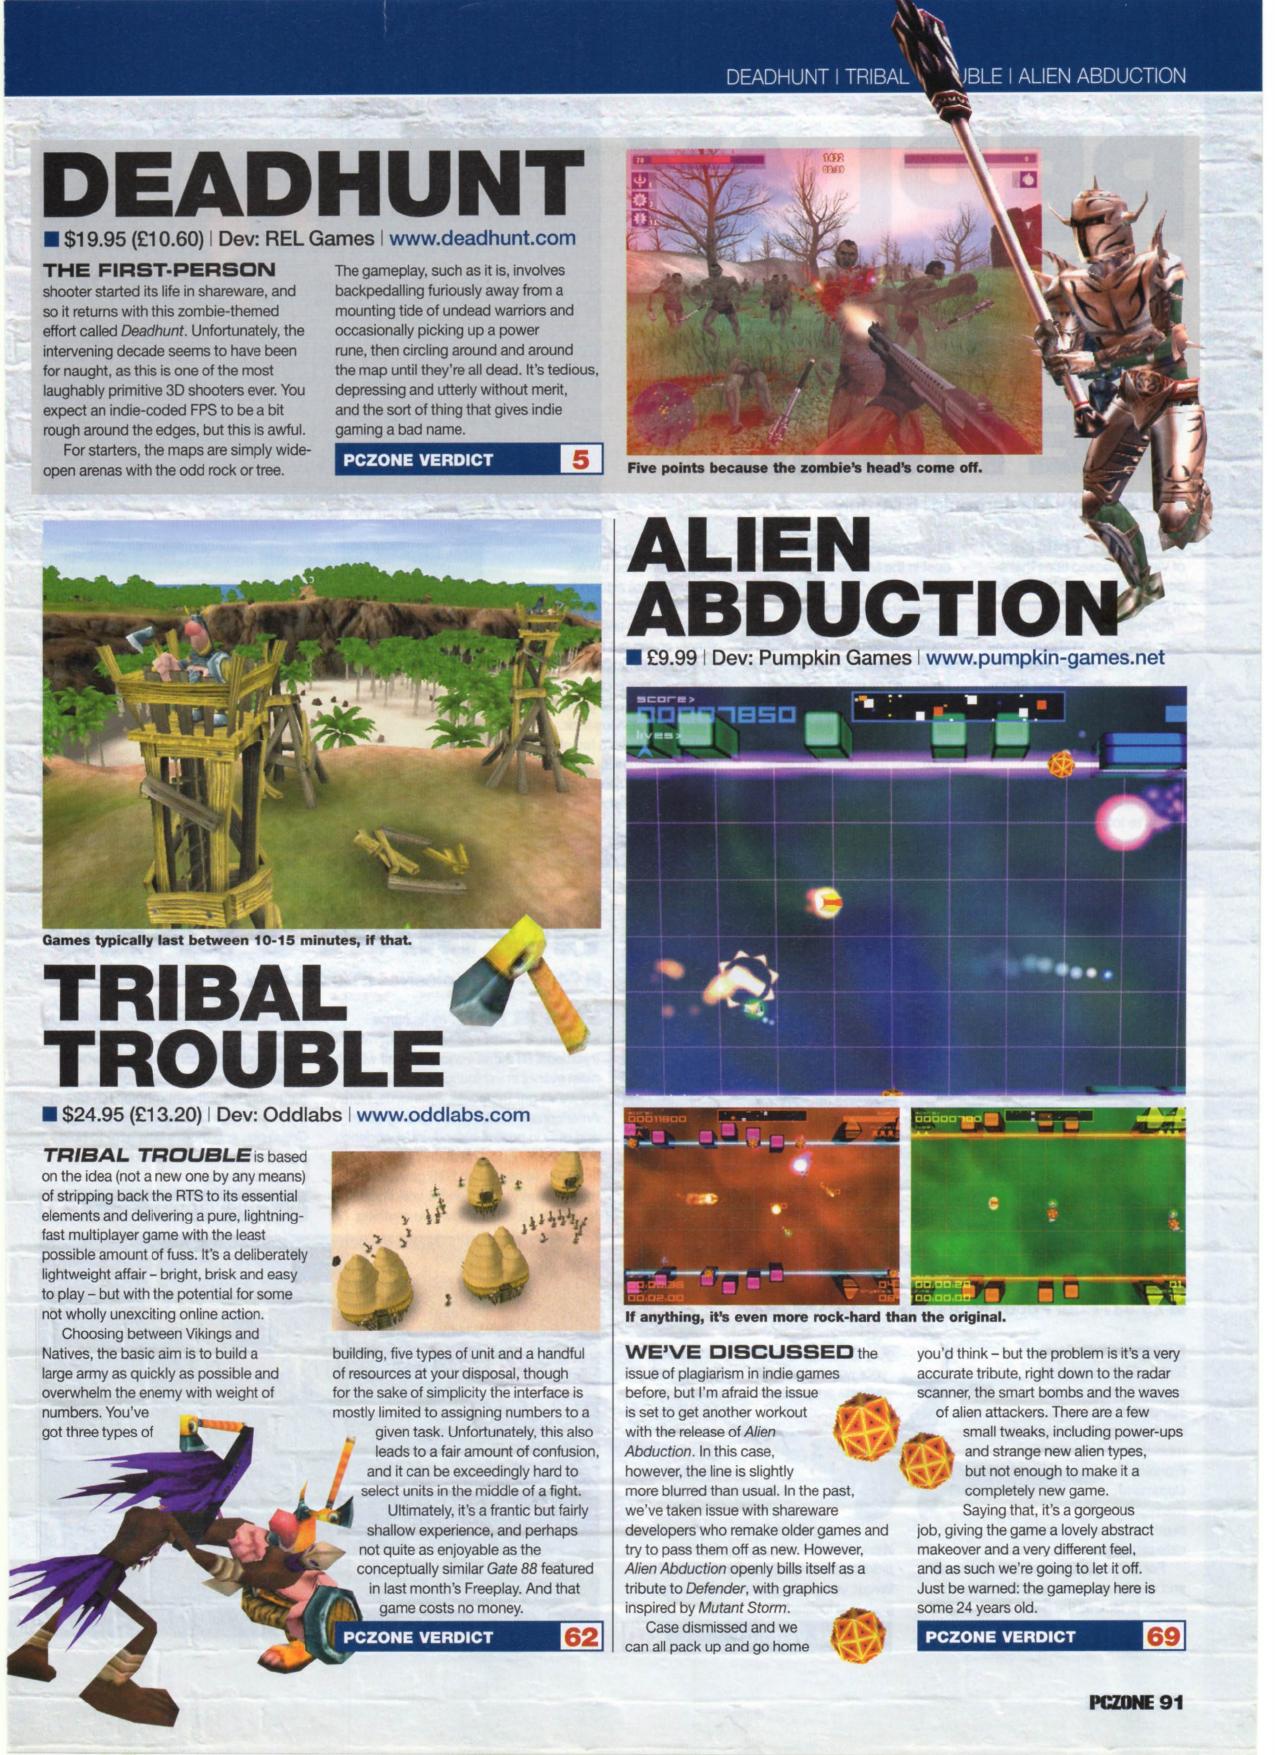 DEADHUNT | TRIBAL UBLE | ALIEN ABDUCTION
DEADHUNT
$19.95 (£10.60) | Dev: REL Games | www.deadhunt.com
THE FIRST-PERSON
shooter started its life in shareware, and
so it returns with this zombie-themed
effort called Deadhunt. Unfortunately, the
intervening decade seems to have been
for naught, as this is one of the most
laughably primitive 3D shooters ever. You
expect an indie-coded FPS to be a bit
rough around the edges, but this is awful.
For starters, the maps are simply wide-
open arenas with the odd rock or tree.
The gameplay, such as it is, involves
backpedalling furiously away from a
mounting tide of undead warriors and
occasionally picking up a power
rune, then circling around and around
the map until they're all dead. It's tedious,
depressing and utterly without merit,
and the sort of thing that gives indie
gaming a bad name.
PCZONE VERDICT 5
Five points because the zombie's head's come off.
Games typically last between 10-15 minutes, if that.
TRIBAL
TROUBLE
$24.95 (£13.20) | Dev: Oddlabs | www.oddlabs.com
TRIBAL TROUBLE is based
on the idea (not a new one by any means)
of stripping back the RTS to its essential
elements and delivering a pure, lightning-
fast multiplayer game with the least
possible amount of fuss. It's a deliberately
lightweight affair – bright, brisk and easy
to play – but with the potential for some
not wholly unexciting online action.
Choosing between Vikings and
Natives, the basic aim is to build a
large army as quickly as possible and
overwhelm the enemy with weight of
numbers. You've
got three types of
building, five types of unit and a handful
of resources at your disposal, though
for the sake of simplicity the interface is
mostly limited to assigning numbers to a
given task. Unfortunately, this also
leads to a fair amount of confusion,
and it can be exceedingly hard to
select units in the middle of a fight.
Ultimately, it's a frantic but fairly
shallow experience, and perhaps
not quite as enjoyable as the
conceptually similar Gate 88 featured
in last month's Freeplay. And that
game costs no money.
PCZONE VERDICT 62
ALIEN
ABDUCTION
£9.99 | Dev: Pumpkin Games | www.pumpkin-games.net
score>
00007850
lives>
If anything, it's even more rock-hard than the original.
WE'VE DISCUSSED the
issue of plagiarism in indie games
before, but I'm afraid the issue
is set to get another workout
with the release of Alien
Abduction. In this case,
however, the line is slightly
more blurred than usual. In the past,
we've taken issue with shareware
developers who remake older games and
try to pass them off as new. However,
Alien Abduction openly bills itself as a
tribute to Defender, with graphics
inspired by Mutant Storm.
Case dismissed and we
can all pack up and go home
you'd think – but the problem is it's a very
accurate tribute, right down to the radar
scanner, the smart bombs and the waves
of alien attackers. There are a few
small tweaks, including power-ups
and strange new alien types,
but not enough to make it a
completely new game.
Saying that, it's a gorgeous
job, giving the game a lovely abstract
makeover and a very different feel,
and as such we're going to let it off.
Just be warned: the gameplay here is
some 24 years old.
PCZONE VERDICT 69
PCZONE 91